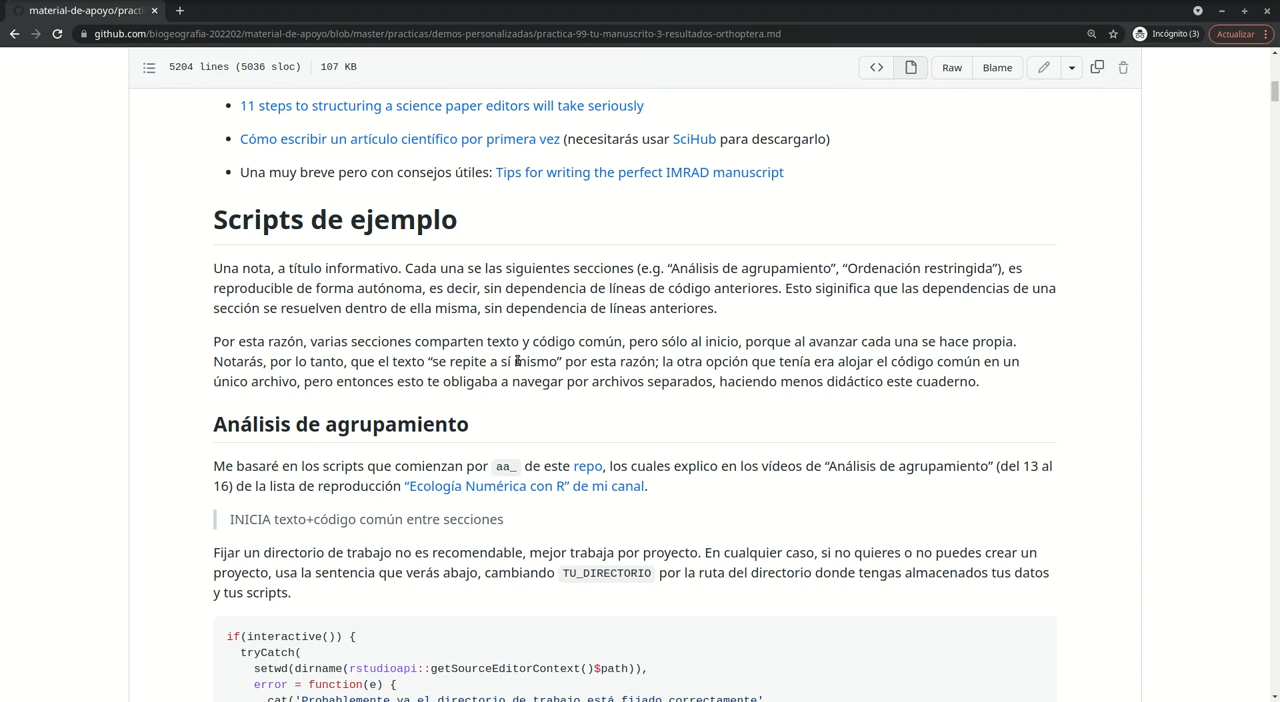 material-de-apoyo/practi
github.com/biogeografia-202202/material-de-apoyo/blob/master/practicas/demos-personalizadas/practica-99-tu-manuscrito-3-resultados-orthoptera.md
Incógnito (3)
Actualizar
5204 lines (5036 sloc) 107 KB
Raw
Blame
11 steps to structuring a science paper editors will take seriously
Cómo escribir un artículo científico por primera vez (necesitarás usar SciHub para descargarlo)
Una muy breve pero con consejos útiles: Tips for writing the perfect IMRAD manuscript
Scripts de ejemplo
Una nota, a título informativo. Cada una se las siguientes secciones (e.g. “Análisis de agrupamiento”, “Ordenación restringida”), es
reproducible de forma autónoma, es decir, sin dependencia de líneas de código anteriores. Esto siginifica que las dependencias de una
sección se resuelven dentro de ella misma, sin dependencia de líneas anteriores.
Por esta razón, varias secciones comparten texto y código común, pero sólo al inicio, porque al avanzar cada una se hace propia.
Notarás, por lo tanto, que el texto “se repite a sí mismo” por esta razón; la otra opción que tenía era alojar el código común en un
único archivo, pero entonces esto te obligaba a navegar por archivos separados, haciendo menos didáctico este cuaderno.
Análisis de agrupamiento
Me basaré en los scripts que comienzan por aa_ de este repo, los cuales explico en los vídeos de “Análisis de agrupamiento” (del 13 al
16) de la lista de reproducción “Ecología Numérica con R” de mi canal.
INICIA texto+código común entre secciones
Fijar un directorio de trabajo no es recomendable, mejor trabaja por proyecto. En cualquier caso, si no quieres o no puedes crear un
proyecto, usa la sentencia que verás abajo, cambiando TU_DIRECTORIO por la ruta del directorio donde tengas almacenados tus datos
y tus scripts.
if(interactive()) {
tryCatch(
setwd(dirname(rstudioapi::getSourceEditorContext()$path)),
error = function(e) {
cat('Probablemente ya el directorio de trabajo está fijado correctamente'